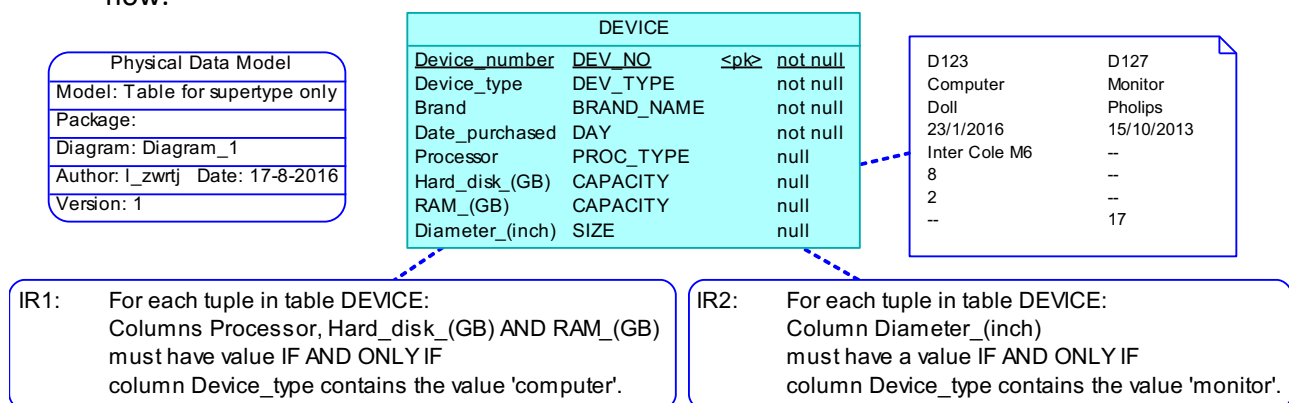 now.
Physical Data Model
Model: Table for supertype only
Package:
Diagram: Diagram_1
Author: I_zwrtj Date: 17-8-2016
Version: 1
DEVICE
Device_number DEV_NO <pk> not null
Device_type DEV_TYPE not null
Brand BRAND_NAME not null
Date_purchased DAY not null
Processor PROC_TYPE null
Hard_disk_(GB) CAPACITY null
RAM_(GB) CAPACITY null
Diameter_(inch) SIZE null
D123 D127
Computer Monitor
Doll Pholips
23/1/2016 15/10/2013
Inter Cole M6 --
8 --
2 --
-- 17
IR1: For each tuple in table DEVICE:
Columns Processor, Hard_disk_(GB) AND RAM_(GB)
must have value IF AND ONLY IF
column Device_type contains the value 'computer'.
IR2: For each tuple in table DEVICE:
Column Diameter_(inch)
must have a value IF AND ONLY IF
column Device_type contains the value 'monitor'.